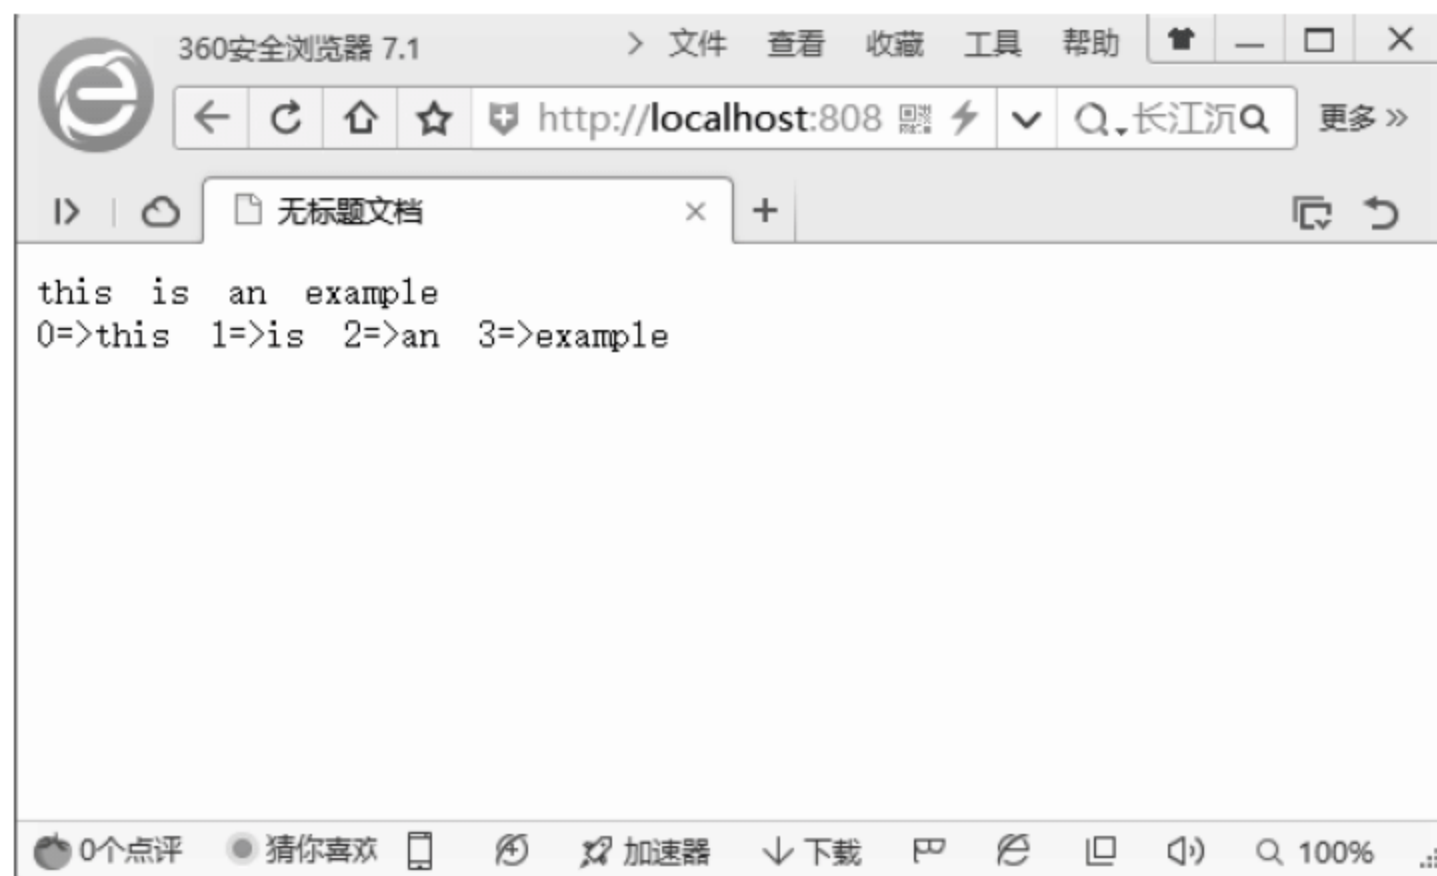 360安全浏览器 7.1 > 文件 查看 收藏 工具 帮助
http://localhost:808 长江沉 更多 »
无标题文档
this is an example
0=>this 1=>is 2=>an 3=>example
0个点评 猜你喜欢 加速器 下载 100%